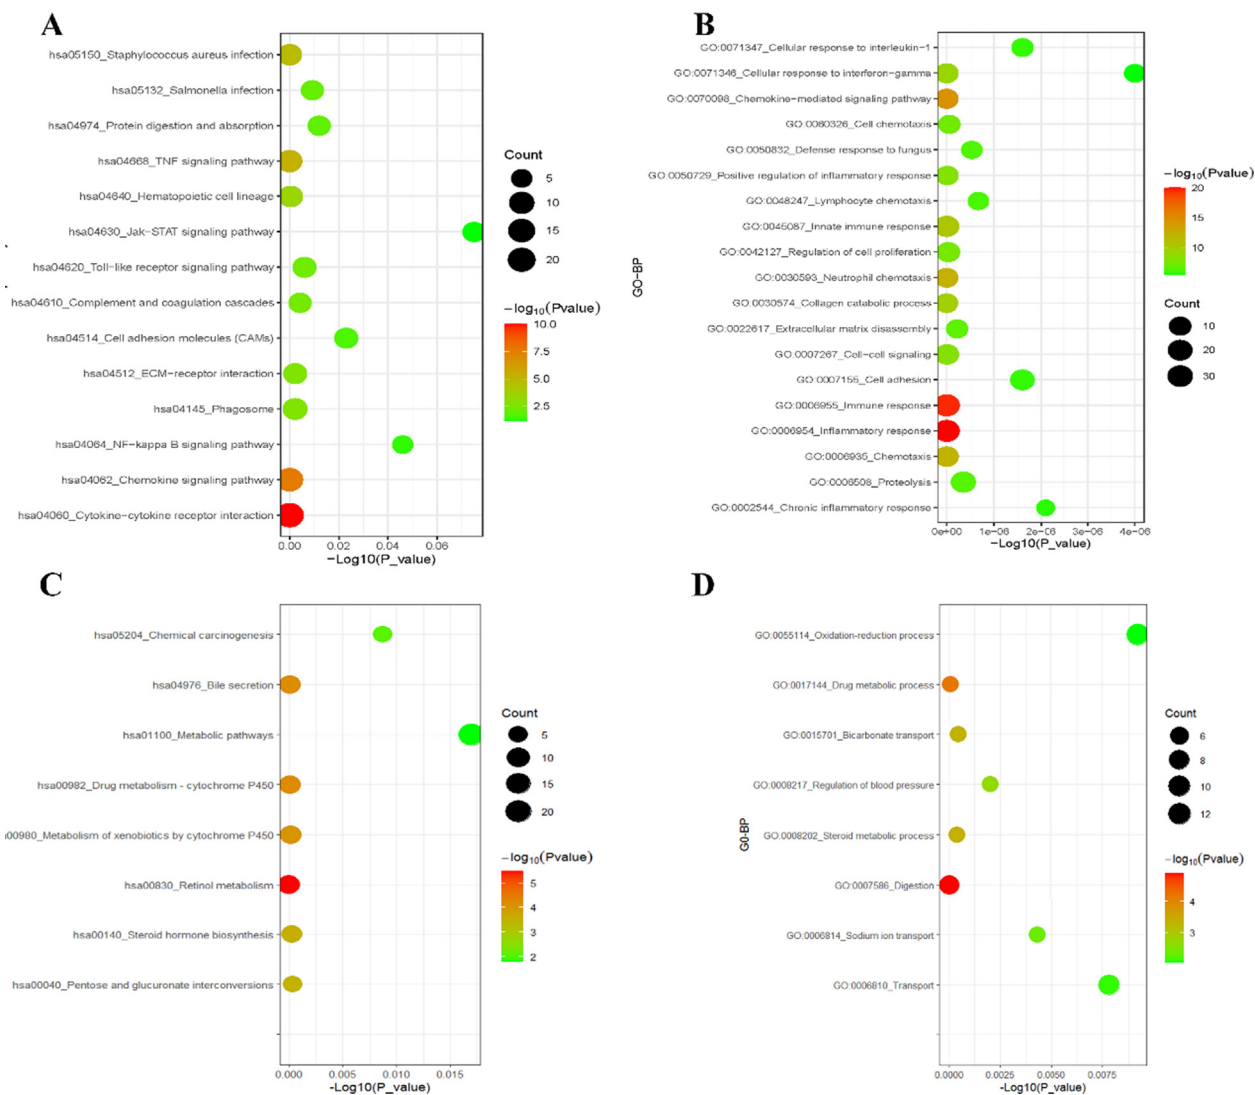 A
hsa05150_Staphylococcus aureus infection
hsa05132_Salmonella infection
hsa04974_Protein digestion and absorption
hsa04668_TNF signaling pathway
hsa04640_Hematopoietic cell lineage
hsa04630_Jak-STAT signaling pathway
hsa04620_Toll-like receptor signaling pathway
hsa04610_Complement and coagulation cascades
hsa04514_Cell adhesion molecules (CAMs)
hsa04512_ECM-receptor interaction
hsa04145_Phagosome
hsa04064_NF-kappa B signaling pathway
hsa04062_Chemokine signaling pathway
hsa04060_Cytokine-cytokine receptor interaction
0.00 0.02 0.04 0.06
-Log10(P_value)
Count
5
10
15
20
-log10(Pvalue)
10.0
7.5
5.0
2.5
B
GO-BP
GO:0071347_Cellular response to interleukin-1
GO:0071346_Cellular response to interferon-gamma
GO:0070098_Chemokine-mediated signaling pathway
GO:0060326_Cell chemotaxis
GO:0050832_Defense response to fungus
GO:0050729_Positive regulation of inflammatory response
GO:0048247_Lymphocyte chemotaxis
GO:0045087_Innate immune response
GO:0042127_Regulation of cell proliferation
GO:0030593_Neutrophil chemotaxis
GO:0030574_Collagen catabolic process
GO:0022617_Extracellular matrix disassembly
GO:0007267_Cell-cell signaling
GO:0007155_Cell adhesion
GO:0006955_Immune response
GO:0006954_Inflammatory response
GO:0006935_Chemotaxis
GO:0006508_Proteolysis
GO:0002544_Chronic inflammatory response
0e+00 1e-06 2e-06 3e-06 4e-06
-Log10(P_value)
-log10(Pvalue)
20
15
10
Count
10
20
30
C
hsa05204_Chemical carcinogenesis
hsa04976_Bile secretion
hsa01100_Metabolic pathways
hsa00982_Drug metabolism - cytochrome P450
00980_Metabolism of xenobiotics by cytochrome P450
hsa00830_Retinol metabolism
hsa00140_Steroid hormone biosynthesis
hsa00040_Pentose and glucuronate interconversions
0.000 0.005 0.010 0.015
-Log10(P_value)
Count
5
10
15
20
-log10(Pvalue)
5
4
3
2
D
G0-BP
GO:0055114_Oxidation-reduction process
GO:0017144_Drug metabolic process
GO:0015701_Bicarbonate transport
GO:0008217_Regulation of blood pressure
GO:0008202_Steroid metabolic process
GO:0007586_Digestion
GO:0006814_Sodium ion transport
GO:0006810_Transport
0.0000 0.0025 0.0050 0.0075
-Log10(P_value)
Count
6
8
10
12
-log10(Pvalue)
4
3